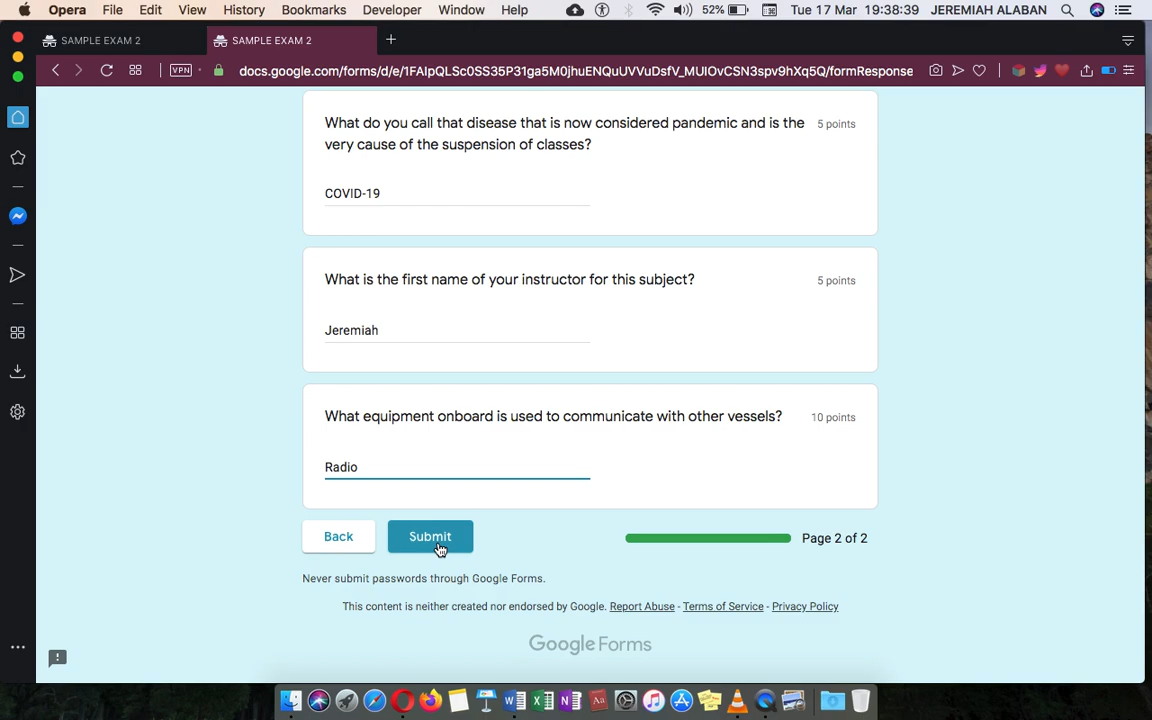 Opera File Edit View History Bookmarks Developer Window Help 52% Tue 17 Mar 19:38:39 JEREMIAH ALABAN
SAMPLE EXAM 2 SAMPLE EXAM 2
VPN docs.google.com/forms/d/e/1FAIpQLSc0SS35P31ga5M0jhuENQuUVVuDsfV_MUIOvCSN3spv9hXq5Q/formResponse
What do you call that disease that is now considered pandemic and is the 5 points
very cause of the suspension of classes?
COVID-19
What is the first name of your instructor for this subject? 5 points
Jeremiah
What equipment onboard is used to communicate with other vessels? 10 points
Radio
Back Submit Page 2 of 2
Never submit passwords through Google Forms.
This content is neither created nor endorsed by Google. Report Abuse - Terms of Service - Privacy Policy
Google Forms